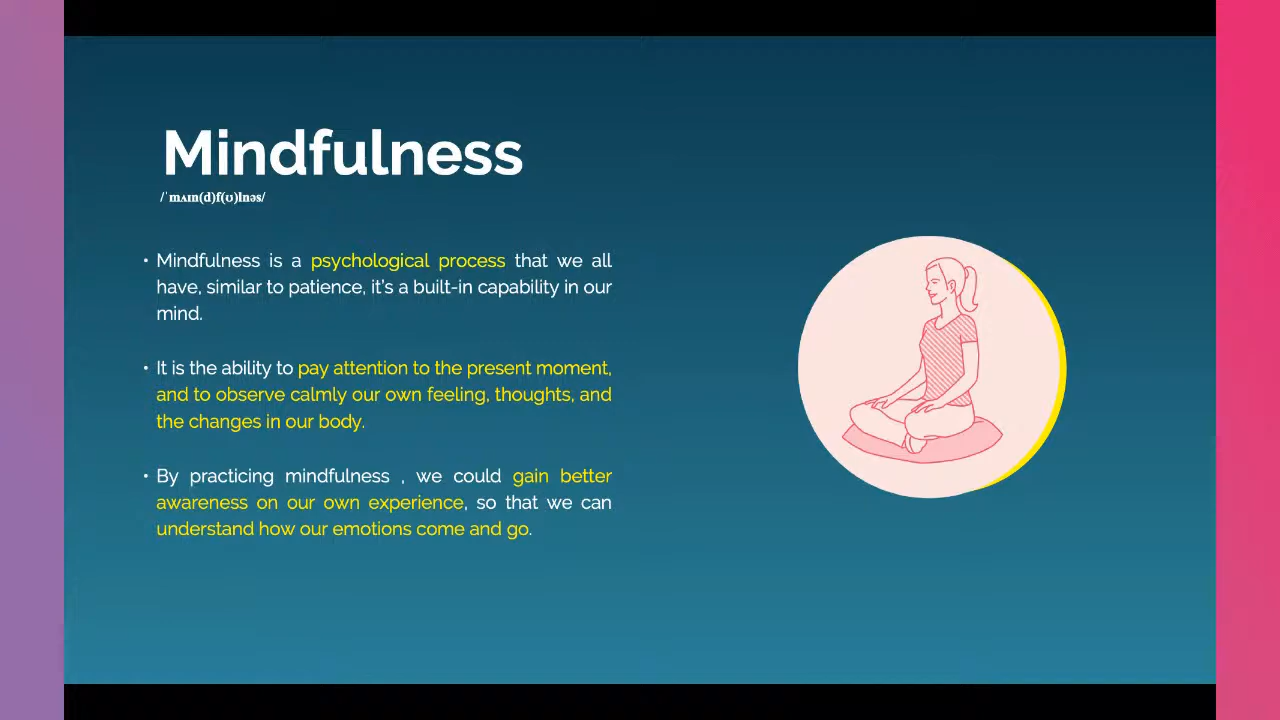 Mindfulness
/ˈmaɪn(d)f(ʊ)lnəs/
• Mindfulness is a psychological process that we all
have, similar to patience, it's a built-in capability in our
mind.
• It is the ability to pay attention to the present moment,
and to observe calmly our own feeling, thoughts, and
the changes in our body.
• By practicing mindfulness , we could gain better
awareness on our own experience, so that we can
understand how our emotions come and go.